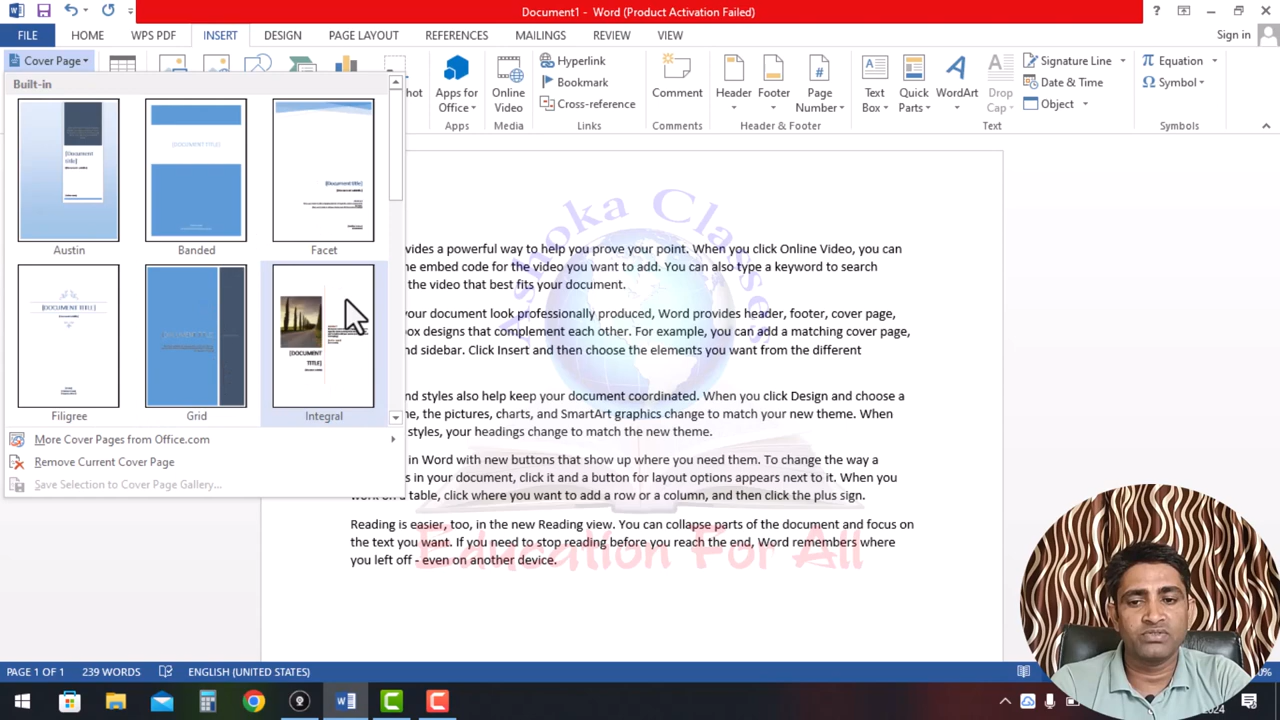 Document1 - Word (Product Activation Failed)
?
FILE HOME WPS PDF INSERT DESIGN PAGE LAYOUT REFERENCES MAILINGS REVIEW VIEW Sign in
Cover Page
Hyperlink
Bookmark
Cross-reference
Apps for Office
Online Video
Comment
Header
Footer
Page Number
Text Box
Quick Parts
WordArt
Drop Cap
Signature Line
Date & Time
Object
Equation
Symbol
Apps Media Links Comments Header & Footer Text Symbols
Built-in
[Document title]
[DOCUMENT TITLE]
[Document title]
Austin Banded Facet
[DOCUMENT TITLE]
[DOCUMENT TITLE]
Filigree Grid Integral
More Cover Pages from Office.com
Remove Current Cover Page
Save Selection to Cover Page Gallery...
Ashoka Classes
Education For All
a powerful way to help you prove your point. When you click Online Video, you can
embed code for the video you want to add. You can also type a keyword to search
the video that best fits your document.
your document look professionally produced, Word provides header, footer, cover page,
designs that complement each other. For example, you can add a matching cover page,
sidebar. Click Insert and then choose the elements you want from the different
styles also help keep your document coordinated. When you click Design and choose a
the pictures, charts, and SmartArt graphics change to match your new theme. When
styles, your headings change to match the new theme.
in Word with new buttons that show up where you need them. To change the way a
in your document, click it and a button for layout options appears next to it. When you
work on a table, click where you want to add a row or a column, and then click the plus sign.
Reading is easier, too, in the new Reading view. You can collapse parts of the document and focus on
the text you want. If you need to stop reading before you reach the end, Word remembers where
you left off - even on another device.
PAGE 1 OF 1 239 WORDS ENGLISH (UNITED STATES)
2024